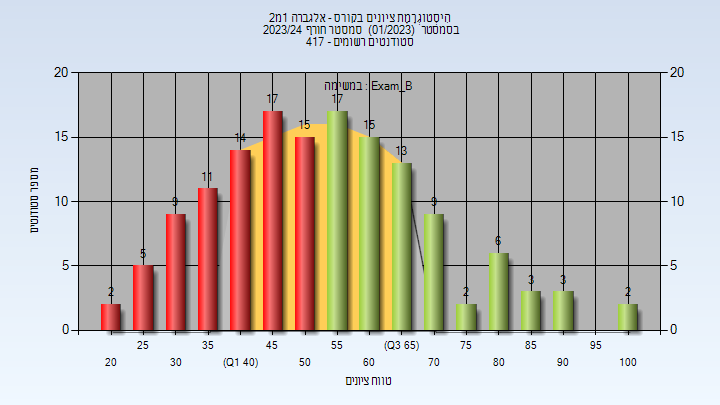 היסטוגרמת ציונים בקורס - אלגברה 1מ2
בסמסטר (01/2023) סמסטר חורף 2023/24
סטודנטים רשומים - 417
במשימה : Exam_B
מספר סטודנטים
20 20
15 15
10 10
5 5
0 0
2 5 9 11 14 17 15 17 15 13 9 2 6 3 3 2
25 35 45 55 (Q3 65) 75 85 95
20 30 (Q1 40) 50 60 70 80 90 100
טווח ציונים